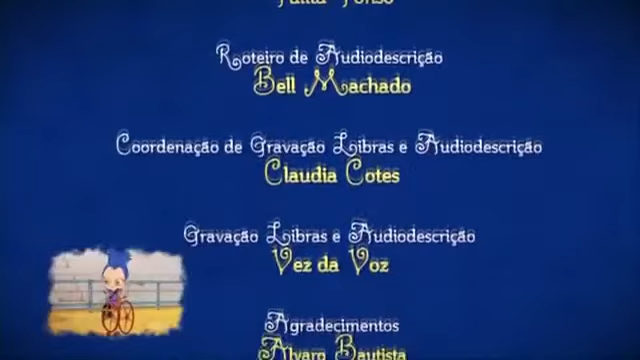 Roteiro de Audiodescrição
Bell Machado
Coordenação de Gravação Libras e Audiodescrição
Claudia Cotes
Gravação Libras e Audiodescrição
Vez da Voz
Agradecimentos
Alvaro Bautista